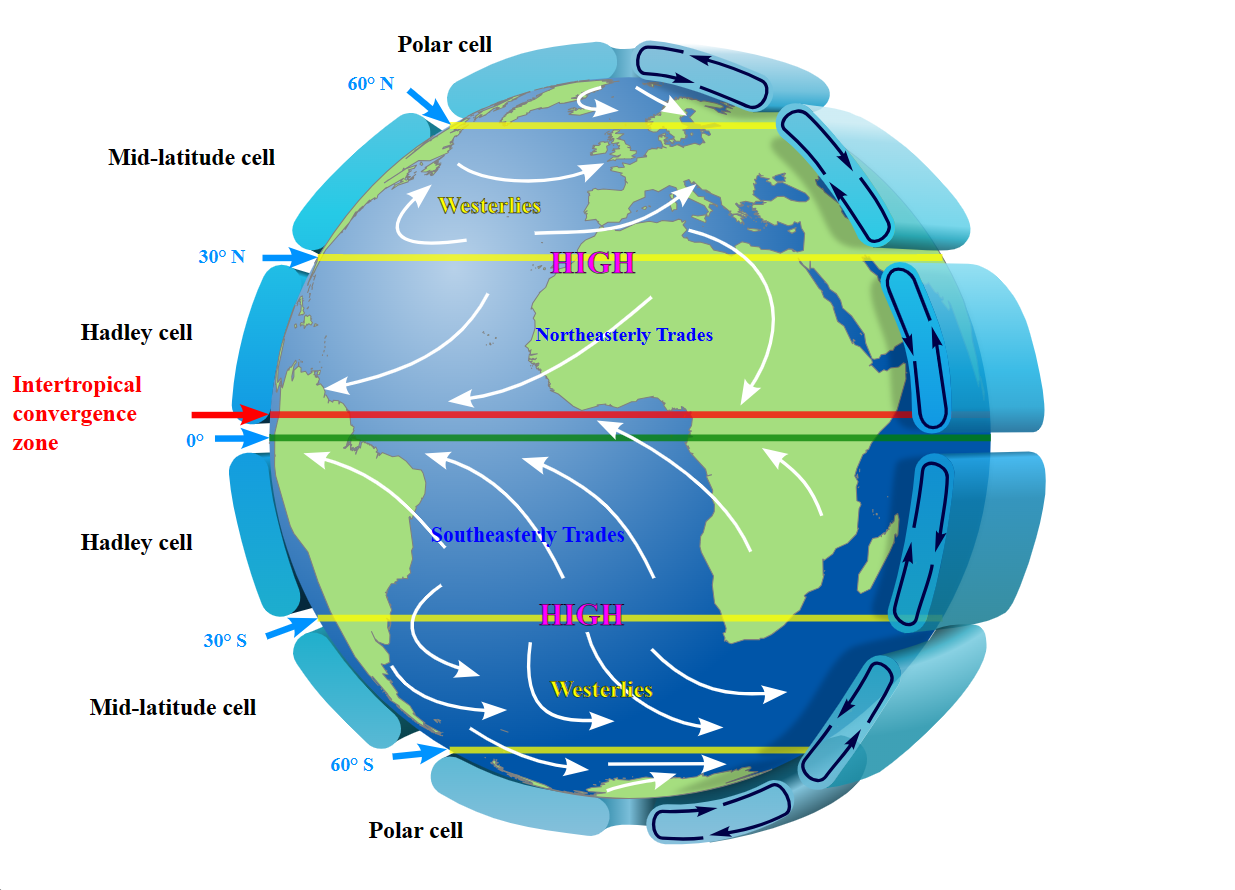 Polar cell
60° N
Mid-latitude cell
Westerlies
30° N
HIGH
Hadley cell
Northeasterly Trades
Intertropical
convergence
zone
0°
Hadley cell
Southeasterly Trades
HIGH
30° S
Westerlies
Mid-latitude cell
60° S
Polar cell